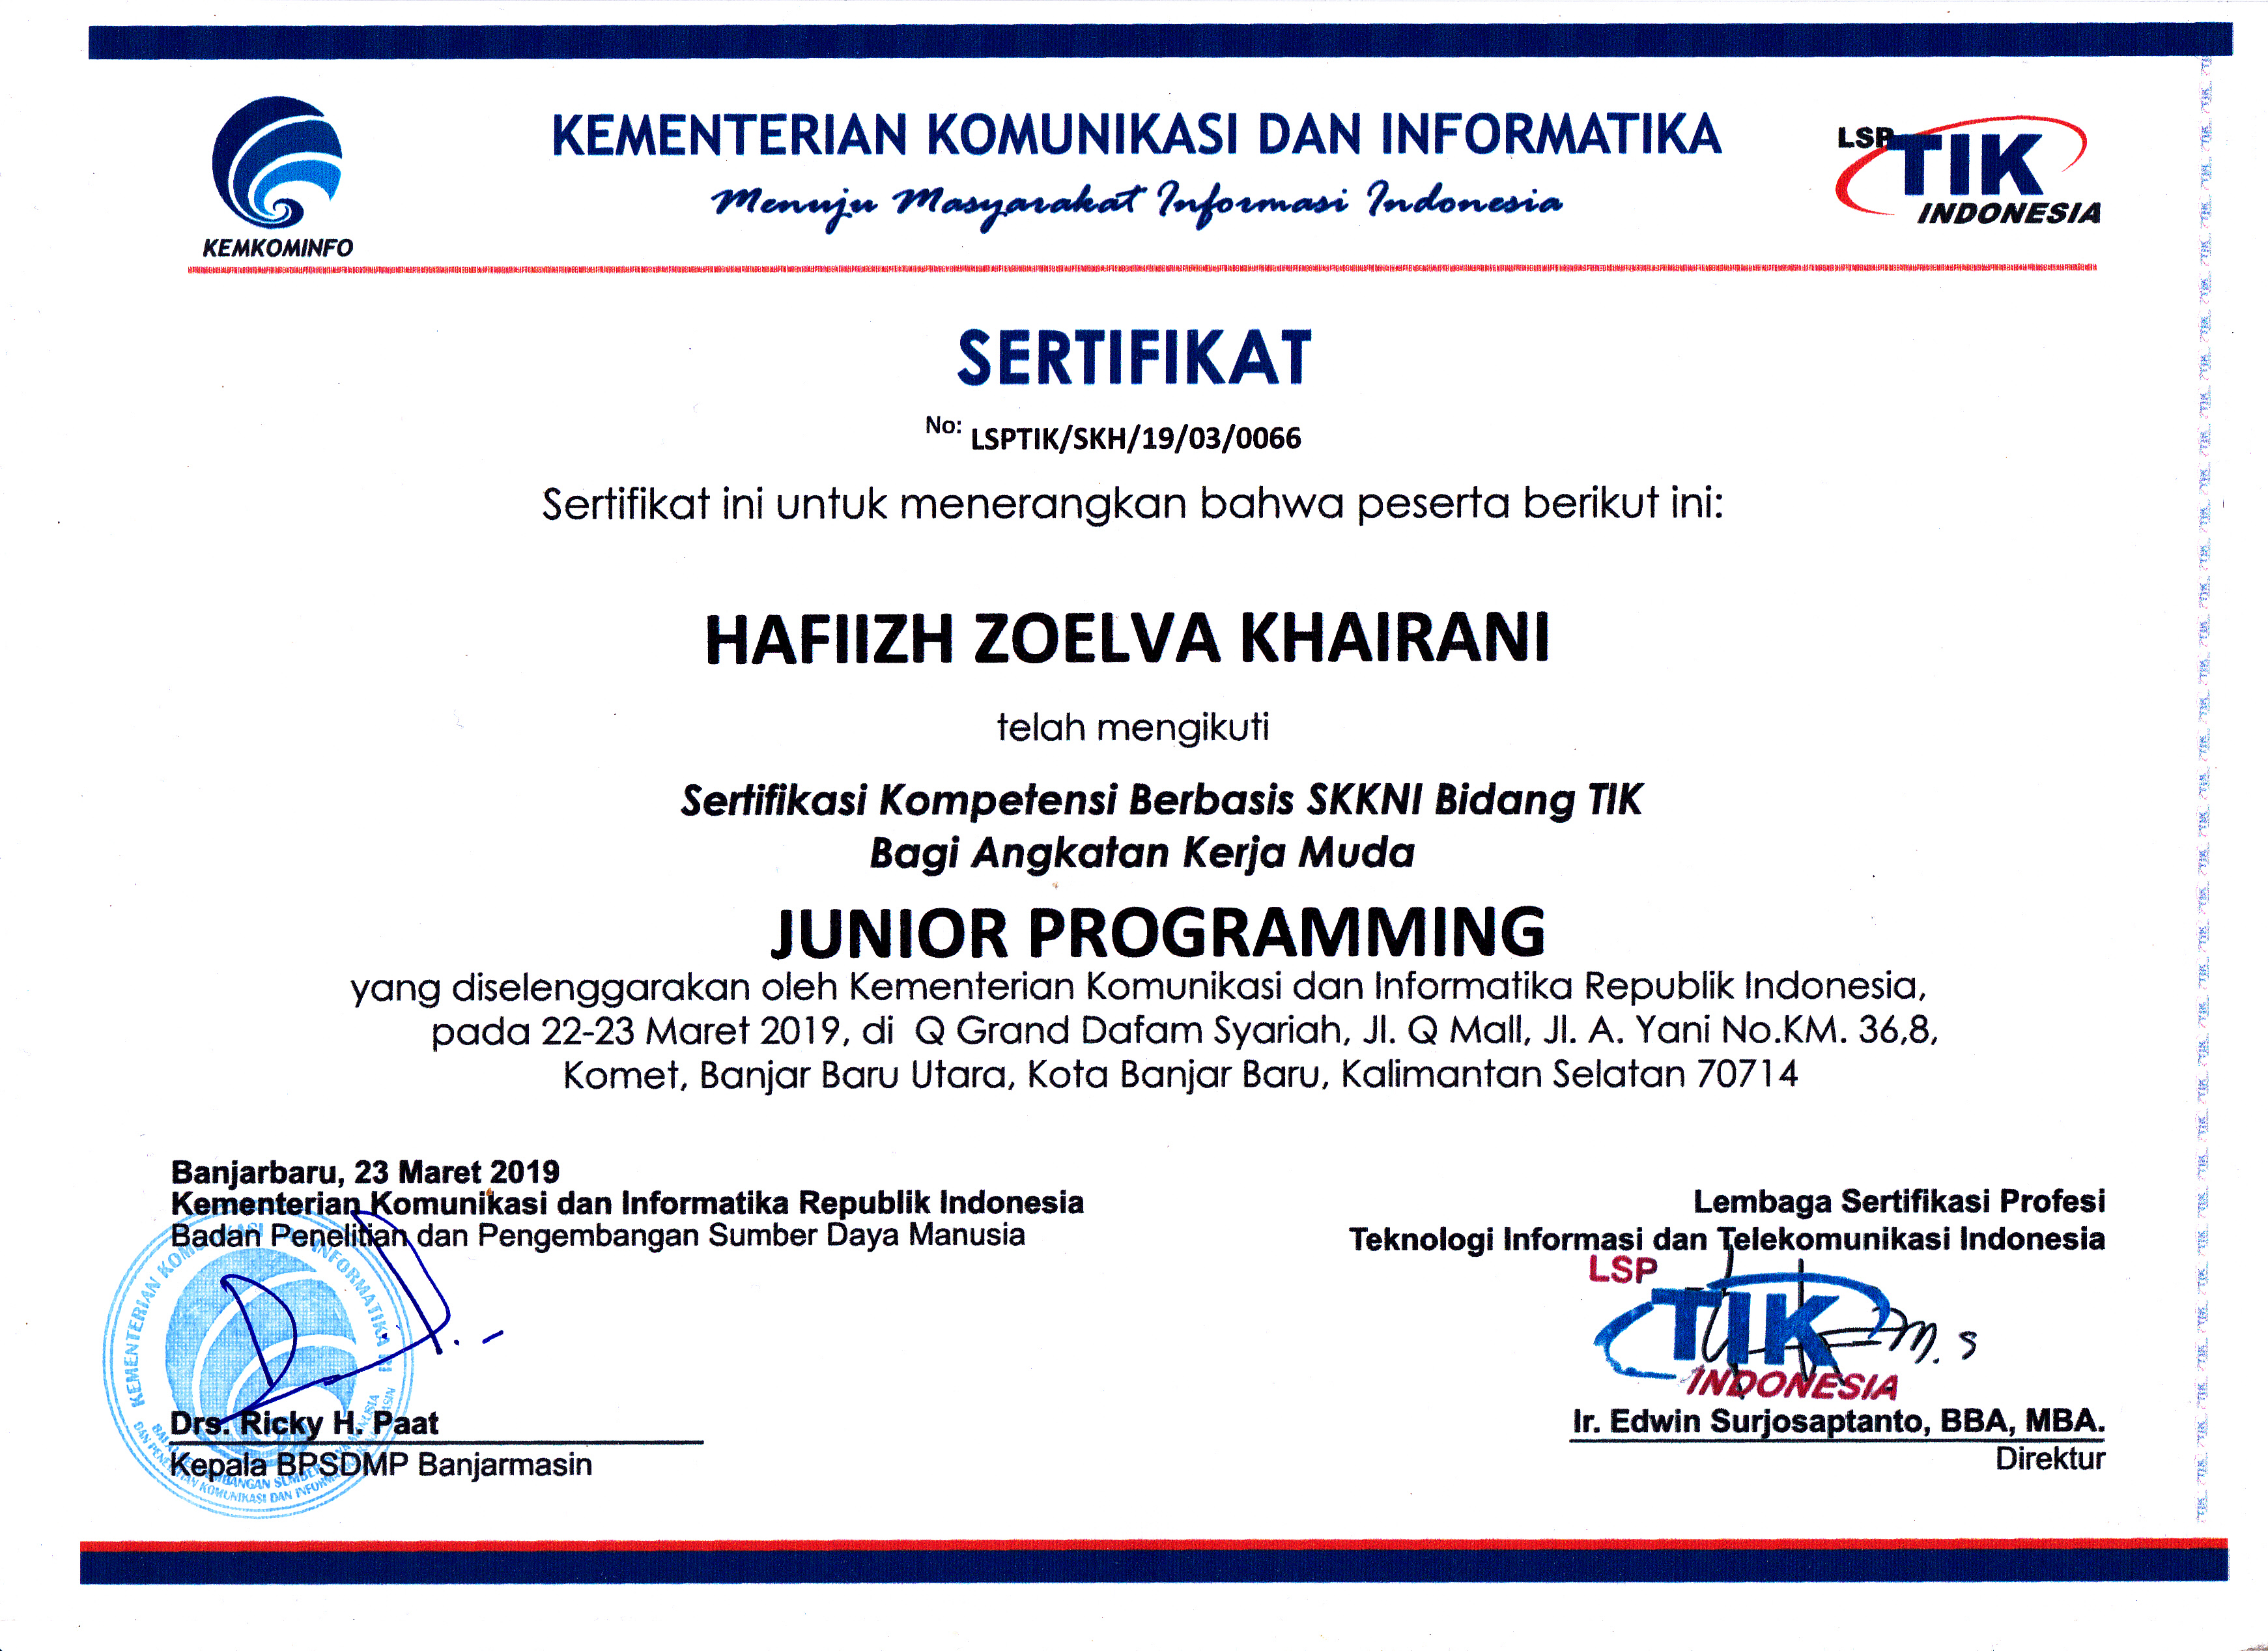 KEMENTERIAN KOMUNIKASI DAN INFORMATIKA
Menuju Masyarakat Informasi Indonesia
KEMKOMINFO
LSP TIK
INDONESIA
SERTIFIKAT
No: LSPTIK/SKH/19/03/0066
Sertifikat ini untuk menerangkan bahwa peserta berikut ini:
HAFIIZH ZOELVA KHAIRANI
telah mengikuti
Sertifikasi Kompetensi Berbasis SKKNI Bidang TIK
Bagi Angkatan Kerja Muda
JUNIOR PROGRAMMING
yang diselenggarakan oleh Kementerian Komunikasi dan Informatika Republik Indonesia,
pada 22-23 Maret 2019, di Q Grand Dafam Syariah, Jl. Q Mall, Jl. A. Yani No.KM. 36,8,
Komet, Banjar Baru Utara, Kota Banjar Baru, Kalimantan Selatan 70714
Banjarbaru, 23 Maret 2019
Kementerian Komunikasi dan Informatika Republik Indonesia
Badan Penelitian dan Pengembangan Sumber Daya Manusia
Drs. Ricky H. Paat
Kepala BPSDMP Banjarmasin
Lembaga Sertifikasi Profesi
Teknologi Informasi dan Telekomunikasi Indonesia
LSP
TIK
INDONESIA
Ir. Edwin Surjosaptanto, BBA, MBA.
Direktur